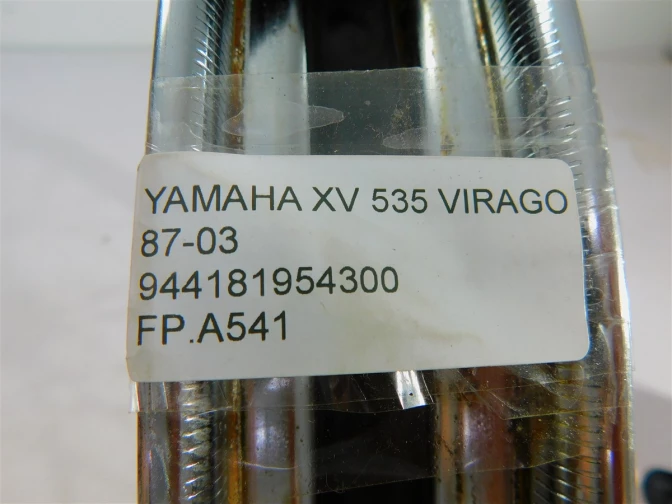 YAMAHA XV 535 VIRAGO
87-03
944181954300
FP.A541